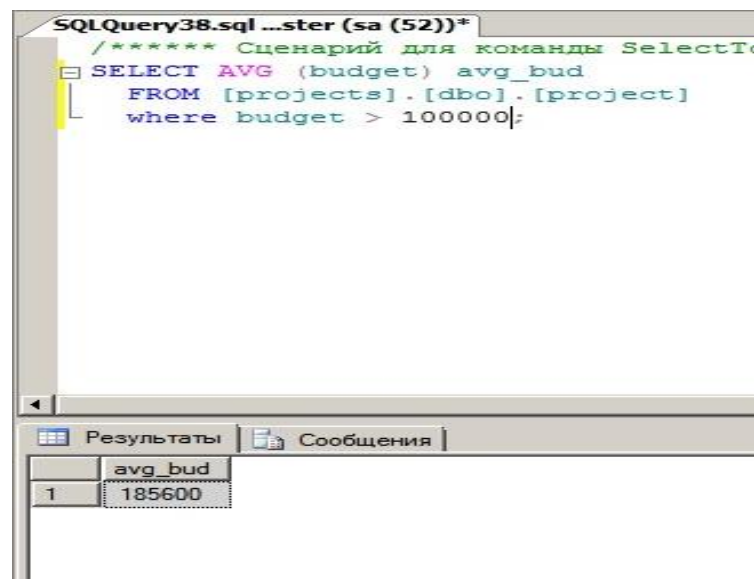 SQLQuery38.sql ...ster (sa (52))*
/****** Сценарий для команды SelectTo
SELECT AVG (budget) avg_bud
FROM [projects].[dbo].[project]
where budget > 100000;
Результаты Сообщения
avg_bud
1 185600